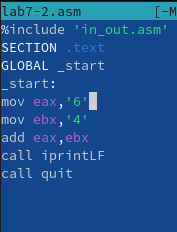 lab7-2.asm [-M
%include 'in_out.asm'
SECTION .text
GLOBAL _start
_start:
mov eax,'6'
mov ebx,'4'
add eax,ebx
call iprintLF
call quit